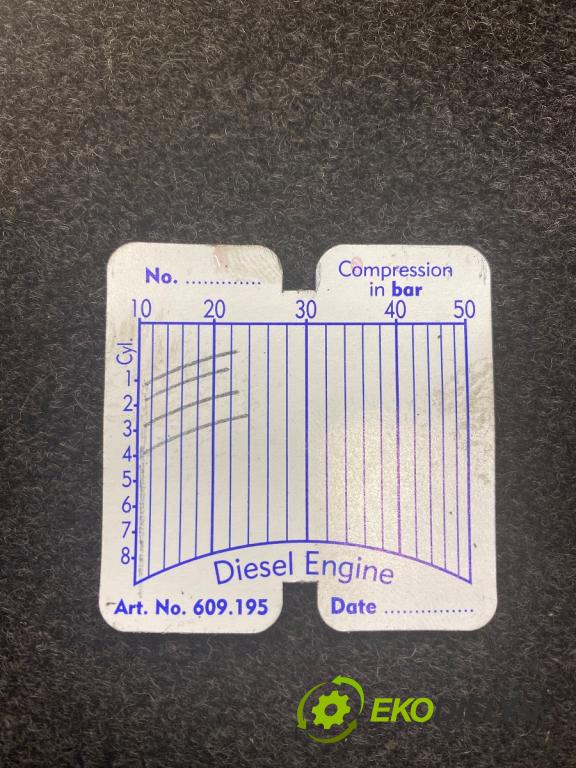 No. .............
Compression
in bar
10 20 30 40 50
Cyl.
1
2
3
4
5
6
7
8
Diesel Engine
Art. No. 609.195
Date ...............
EKO